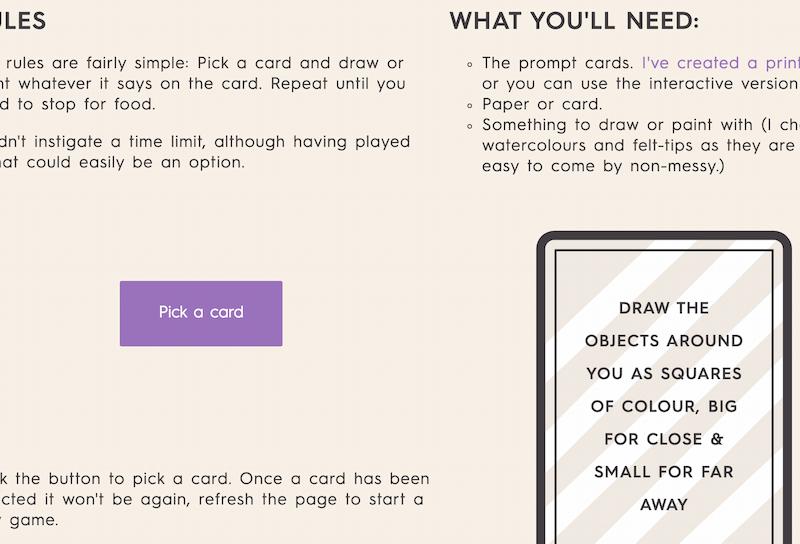 ULES
rules are fairly simple: Pick a card and draw or
nt whatever it says on the card. Repeat until you
d to stop for food.
dn't instigate a time limit, although having played
hat could easily be an option.
Pick a card
k the button to pick a card. Once a card has been
cted it won't be again, refresh the page to start a
game.
WHAT YOU'LL NEED:
The prompt cards. I've created a print
or you can use the interactive version
Paper or card.
Something to draw or paint with (I ch
watercolours and felt-tips as they are
easy to come by non-messy.)
DRAW THE
OBJECTS AROUND
YOU AS SQUARES
OF COLOUR, BIG
FOR CLOSE &
SMALL FOR FAR
AWAY